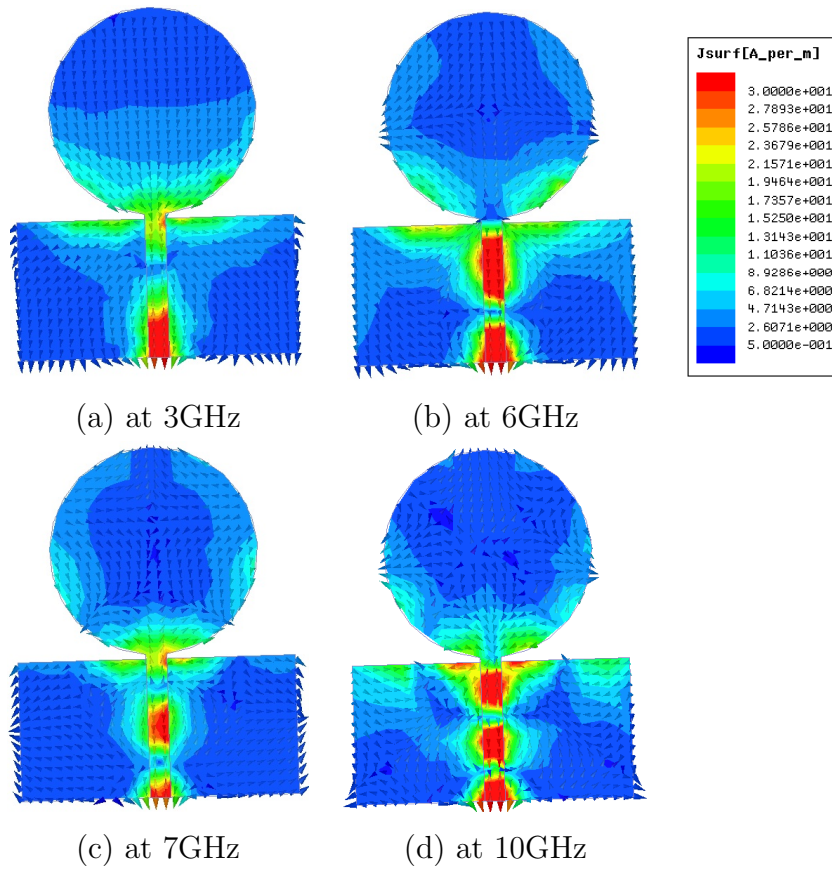 Jsurf[A_per_m]
3.0000e+001
2.7893e+001
2.5786e+001
2.3679e+001
2.1571e+001
1.9464e+001
1.7357e+001
1.5250e+001
1.3143e+001
1.1036e+001
8.9286e+000
6.8214e+000
4.7143e+000
2.6071e+000
5.0000e-001
(a) at 3GHz
(b) at 6GHz
(c) at 7GHz
(d) at 10GHz